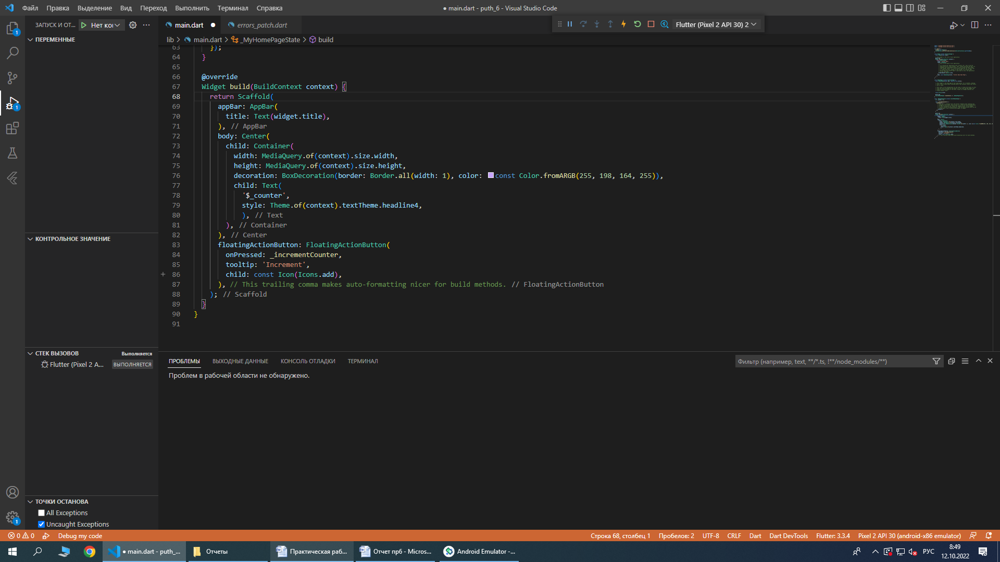 Файл Правка Выделение Вид Переход Выполнить Терминал Справка
● main.dart - puth_6 - Visual Studio Code
ЗАПУСК И ОТ... Нет ко
main.dart ●
errors_patch.dart
Flutter (Pixel 2 API 30) 2
ПЕРЕМЕННЫЕ
lib > main.dart > _MyHomePageState > build
63 });
64 }
65
66 @override
67 Widget build(BuildContext context) {
68 return Scaffold(
69 appBar: AppBar(
70 title: Text(widget.title),
71 ), // AppBar
72 body: Center(
73 child: Container(
74 width: MediaQuery.of(context).size.width,
75 height: MediaQuery.of(context).size.height,
76 decoration: BoxDecoration(border: Border.all(width: 1), color: const Color.fromARGB(255, 198, 164, 255)),
77 child: Text(
78 '$_counter',
79 style: Theme.of(context).textTheme.headline4,
80 ), // Text
81 ), // Container
82 ), // Center
83 floatingActionButton: FloatingActionButton(
84 onPressed: _incrementCounter,
85 tooltip: 'Increment',
86 child: const Icon(Icons.add),
87 ), // This trailing comma makes auto-formatting nicer for build methods. // FloatingActionButton
88 ); // Scaffold
89 }
90 }
91
КОНТРОЛЬНОЕ ЗНАЧЕНИЕ
СТЕК ВЫЗОВОВ Выполняется
Flutter (Pixel 2 A... ВЫПОЛНЯЕТСЯ
ТОЧКИ ОСТАНОВА
All Exceptions
Uncaught Exceptions
ПРОБЛЕМЫ ВЫХОДНЫЕ ДАННЫЕ КОНСОЛЬ ОТЛАДКИ ТЕРМИНАЛ
Фильтр (например, text, **/*.ts, !**/node_modules/**)
Проблем в рабочей области не обнаружено.
0 0 Debug my code
Строка 68, столбец 1 Пробелов: 2 UTF-8 CRLF Dart Dart DevTools Flutter: 3.3.4 Pixel 2 API 30 (android-x86 emulator)
● main.dart - puth_...
Отчеты
Практическая раб...
Отчет пр6 - Micros...
Android Emulator -...
РУС
8:49
12.10.2022